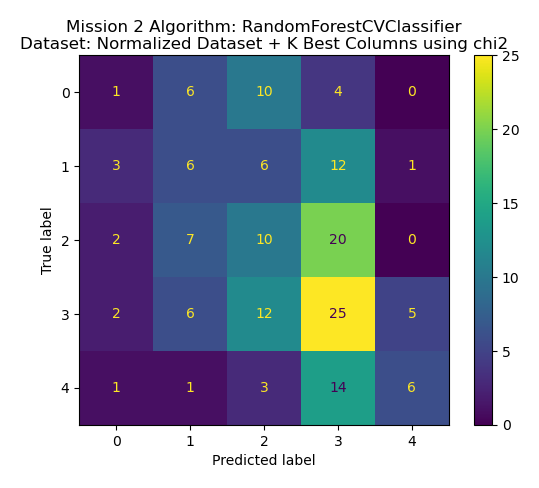 Mission 2 Algorithm: RandomForestCVClassifier
Dataset: Normalized Dataset + K Best Columns using chi2
0 1 6 10 4 0
1 3 6 6 12 1
2 2 7 10 20 0
3 2 6 12 25 5
4 1 1 3 14 6
0 1 2 3 4
True label
Predicted label
25
20
15
10
5
0